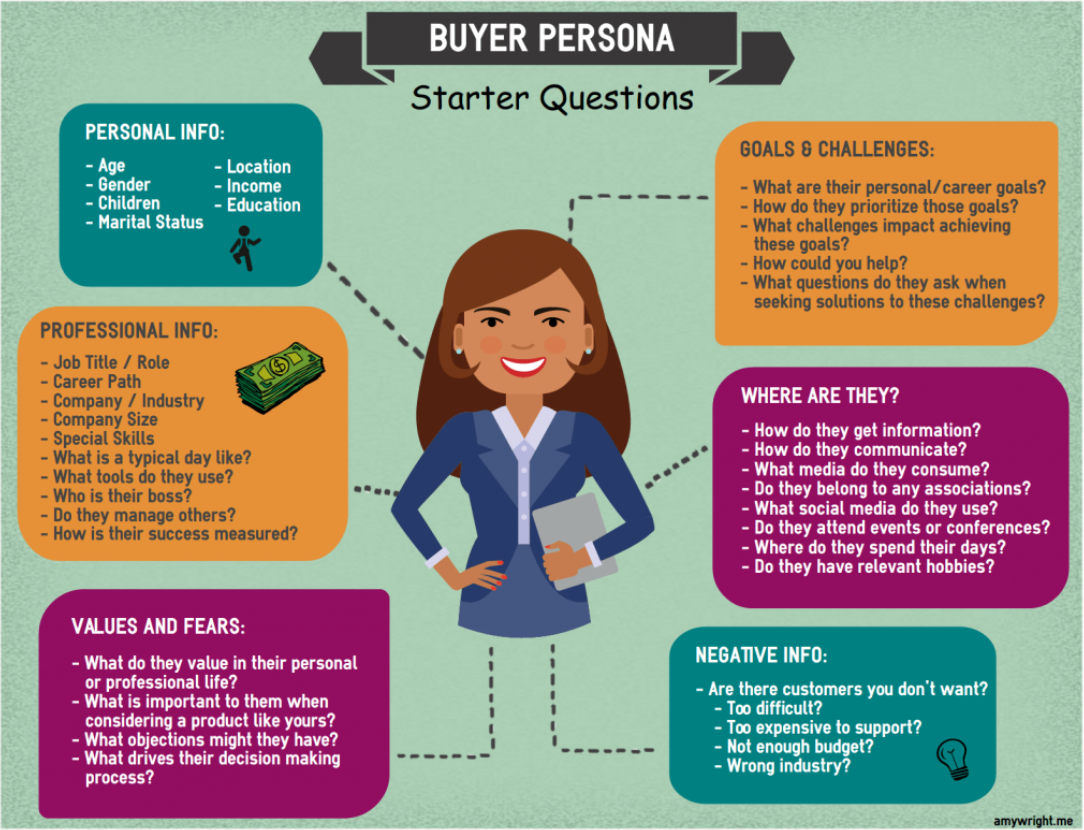 BUYER PERSONA
Starter Questions
PERSONAL INFO:
- Age
- Gender
- Children
- Marital Status
- Location
- Income
- Education
PROFESSIONAL INFO:
- Job Title / Role
- Career Path
- Company / Industry
- Company Size
- Special Skills
- What is a typical day like?
- What tools do they use?
- Who is their boss?
- Do they manage others?
- How is their success measured?
VALUES AND FEARS:
- What do they value in their personal
or professional life?
- What is important to them when
considering a product like yours?
- What objections might they have?
- What drives their decision making
process?
GOALS & CHALLENGES:
- What are their personal/career goals?
- How do they prioritize those goals?
- What challenges impact achieving
these goals?
- How could you help?
- What questions do they ask when
seeking solutions to these challenges?
WHERE ARE THEY?
- How do they get information?
- How do they communicate?
- What media do they consume?
- Do they belong to any associations?
- What social media do they use?
- Do they attend events or conferences?
- Where do they spend their days?
- Do they have relevant hobbies?
NEGATIVE INFO:
- Are there customers you don't want?
- Too difficult?
- Too expensive to support?
- Not enough budget?
- Wrong industry?
$
amywright.me